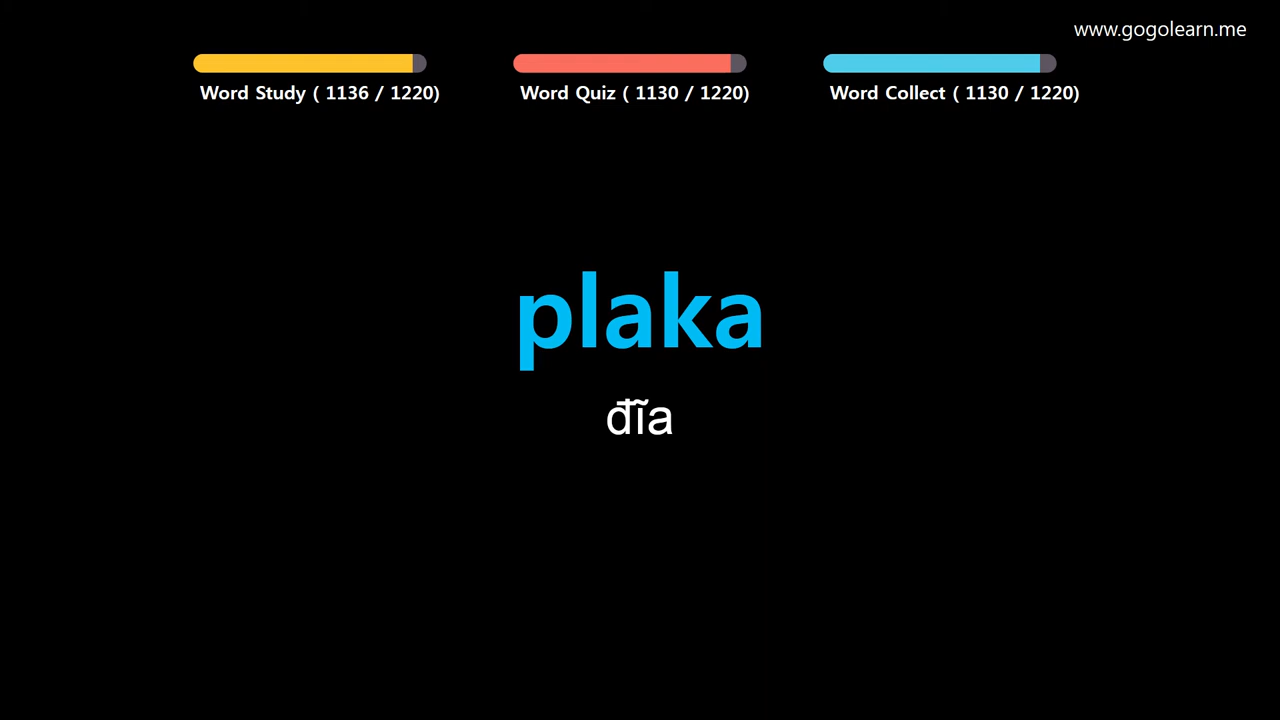 www.gogolearn.me
Word Study ( 1136 / 1220)
Word Quiz ( 1130 / 1220)
Word Collect ( 1130 / 1220)
plaka
đĩa